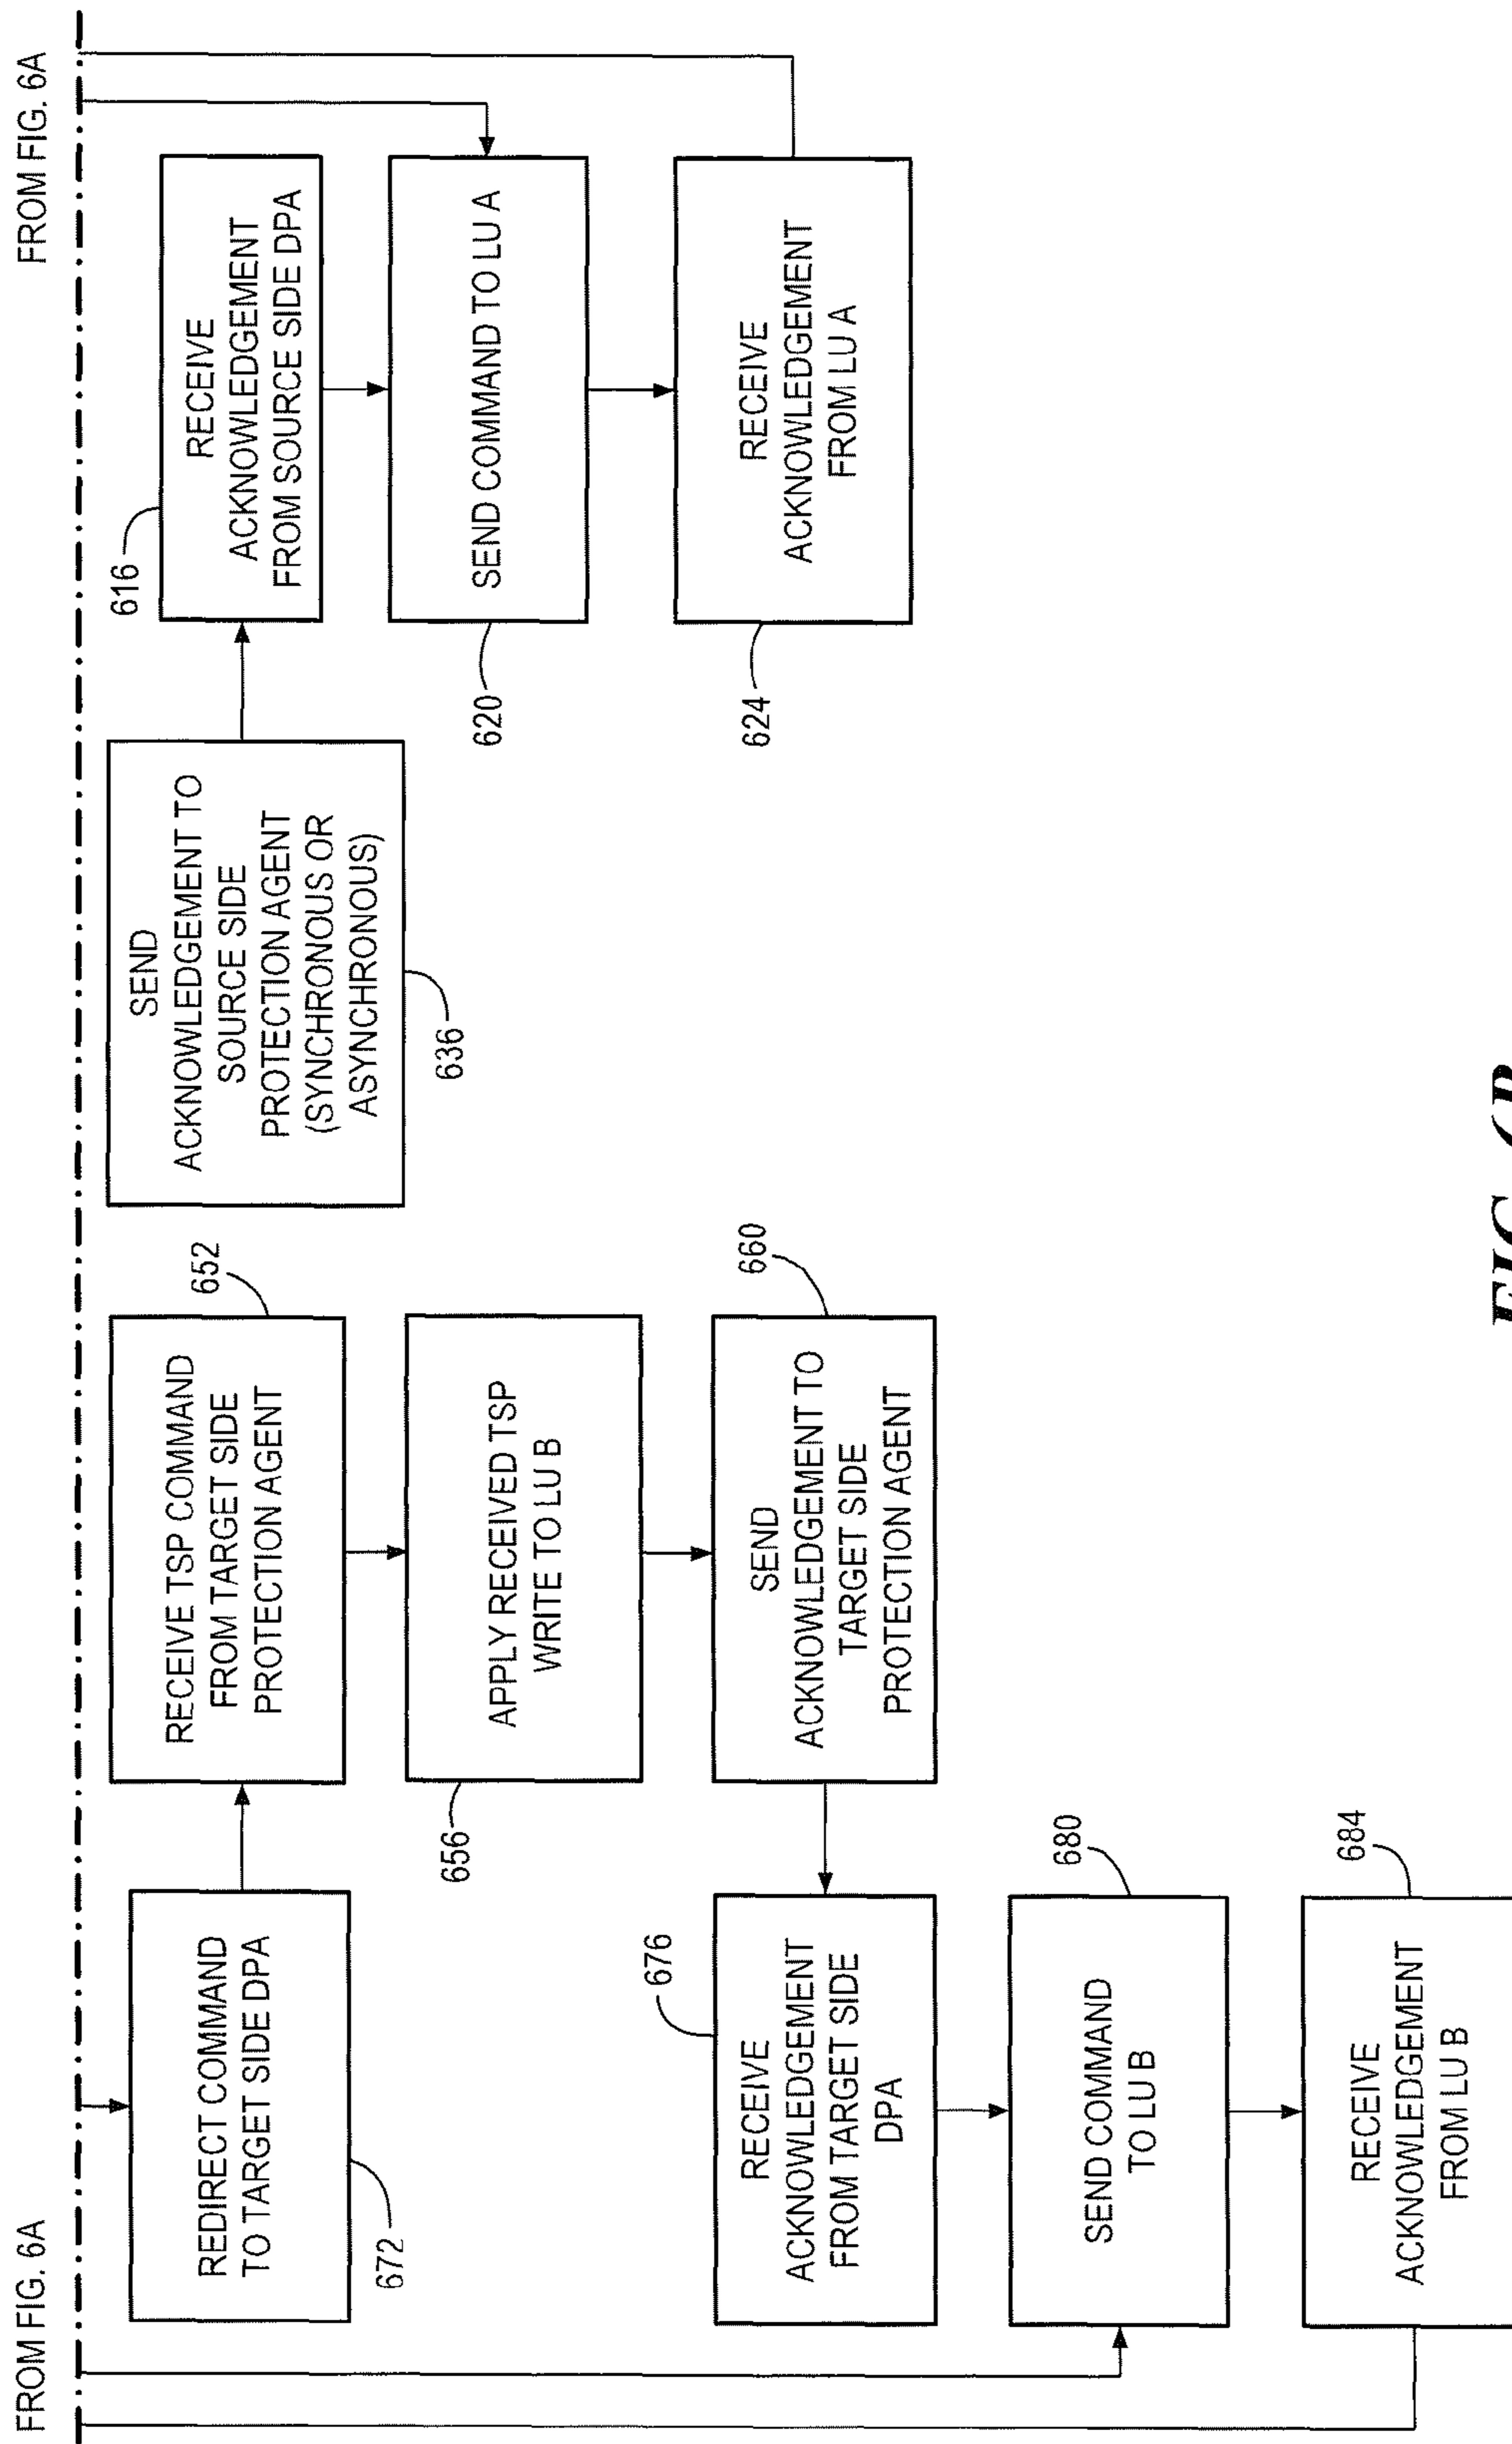 FROM FIG. 6A
FROM FIG. 6A
REDIRECT COMMAND
TO TARGET SIDE DPA
672
RECEIVE TSP COMMAND
FROM TARGET SIDE
PROTECTION AGENT
652
SEND
ACKNOWLEDGEMENT TO
SOURCE SIDE
PROTECTION AGENT
(SYNCHRONOUS OR
ASYNCHRONOUS)
636
616
RECEIVE
ACKNOWLEDGEMENT
FROM SOURCE SIDE DPA
656
APPLY RECEIVED TSP
WRITE TO LU B
620
SEND COMMAND TO LU A
676
RECEIVE
ACKNOWLEDGEMENT
FROM TARGET SIDE
DPA
660
SEND
ACKNOWLEDGEMENT TO
TARGET SIDE
PROTECTION AGENT
624
RECEIVE
ACKNOWLEDGEMENT
FROM LU A
680
SEND COMMAND
TO LU B
684
RECEIVE
ACKNOWLEDGEMENT
FROM LU B
FIG.